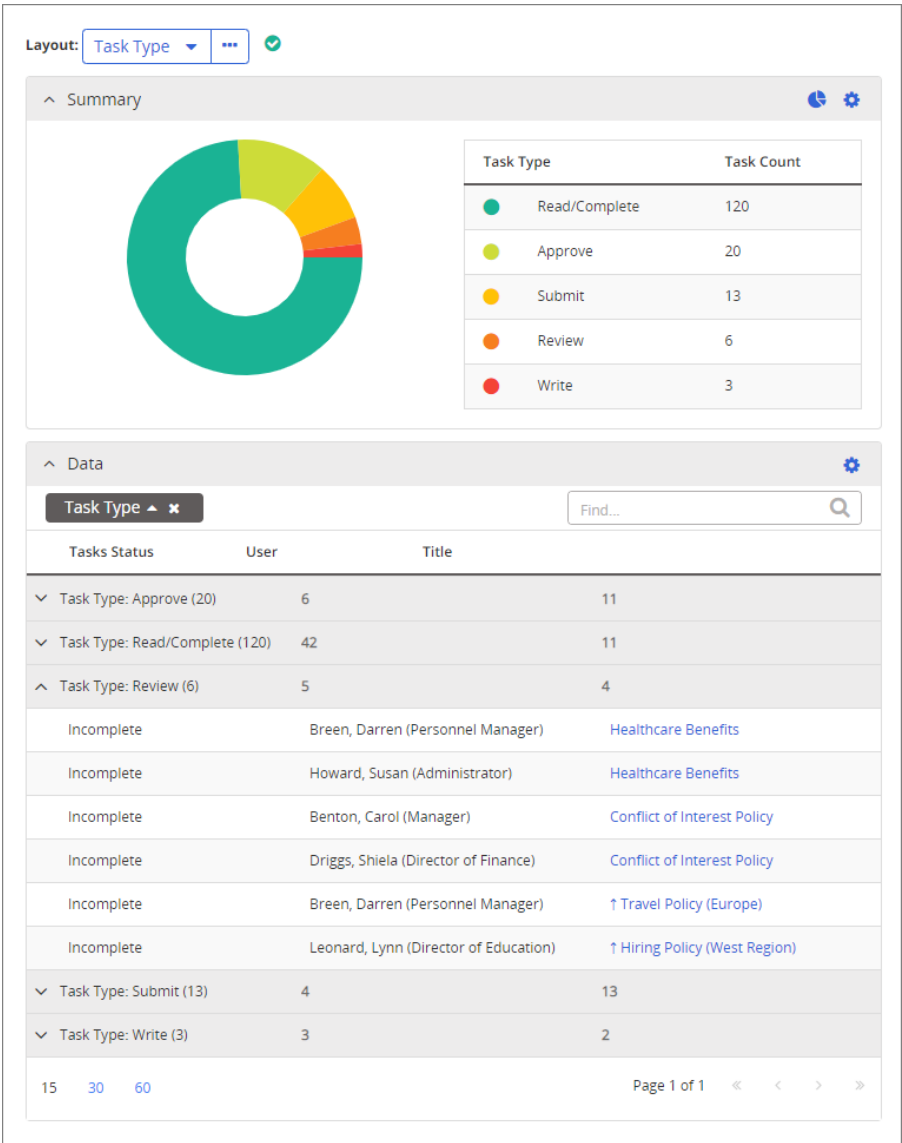 Layout: Task Type
Summary
Task Type Task Count
Read/Complete 120
Approve 20
Submit 13
Review 6
Write 3
Data
Task Type
Find...
Tasks Status User Title
Task Type: Approve (20) 6 11
Task Type: Read/Complete (120) 42 11
Task Type: Review (6) 5 4
Incomplete Breen, Darren (Personnel Manager) Healthcare Benefits
Incomplete Howard, Susan (Administrator) Healthcare Benefits
Incomplete Benton, Carol (Manager) Conflict of Interest Policy
Incomplete Driggs, Shiela (Director of Finance) Conflict of Interest Policy
Incomplete Breen, Darren (Personnel Manager) ↑ Travel Policy (Europe)
Incomplete Leonard, Lynn (Director of Education) ↑ Hiring Policy (West Region)
Task Type: Submit (13) 4 13
Task Type: Write (3) 3 2
15 30 60 Page 1 of 1 « ‹ › »